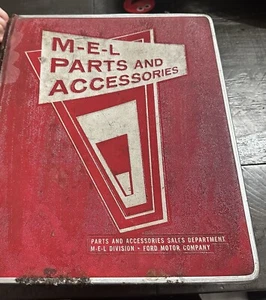 M-E-L
PARTS AND
ACCESSORIES
PARTS AND ACCESSORIES SALES DEPARTMENT
M-E-L DIVISION - FORD MOTOR COMPANY